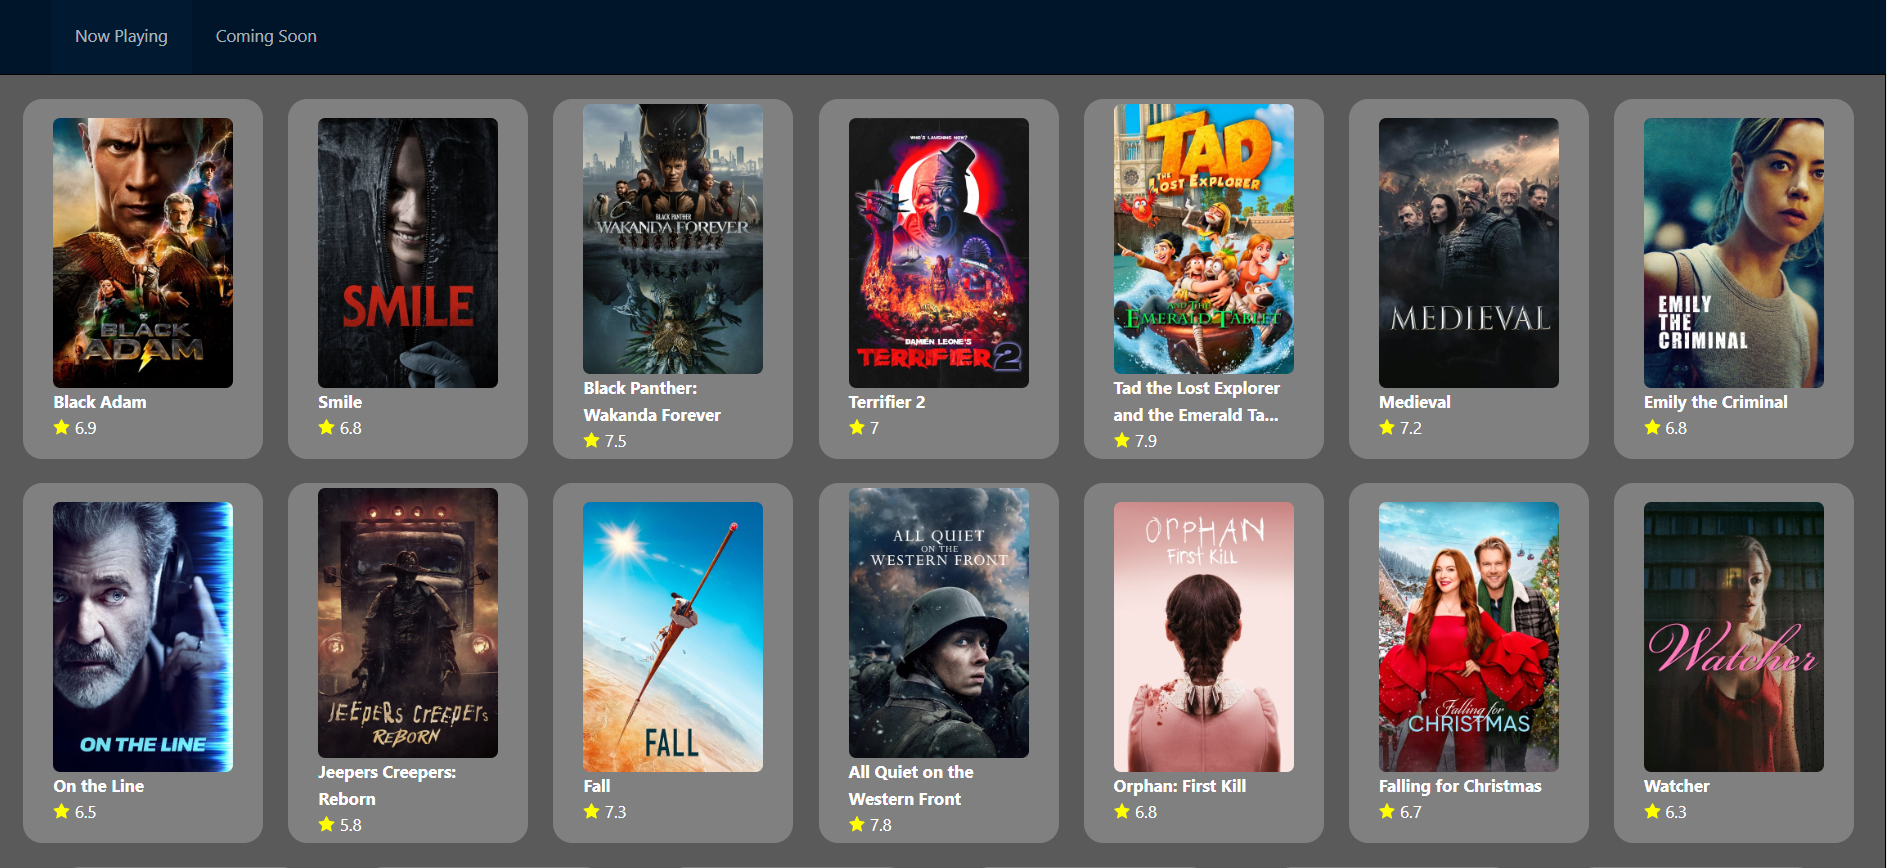 Now Playing
Coming Soon
BLACK
ADAM
Black Adam
6.9
SMILE
Smile
6.8
BLACK PANTHER
WAKANDA FOREVER
Black Panther:
Wakanda Forever
7.5
WHO'S LAUGHING NOW?
DAMIEN LEONE'S
TERRIFIER 2
Terrifier 2
7
TAD
THE
LOST EXPLORER
AND THE
EMERALD TABLET
Tad the Lost Explorer
and the Emerald Ta...
7.9
MEDIEVAL
Medieval
7.2
EMILY
THE
CRIMINAL
Emily the Criminal
6.8
ON THE LINE
On the Line
6.5
JEEPERS CREEPERS
REBORN
Jeepers Creepers:
Reborn
5.8
FALL
Fall
7.3
ALL QUIET
ON THE
WESTERN FRONT
All Quiet on the
Western Front
7.8
ORPHAN
First Kill
Orphan: First Kill
6.8
Falling for
CHRISTMAS
Falling for Christmas
6.7
Watcher
Watcher
6.3